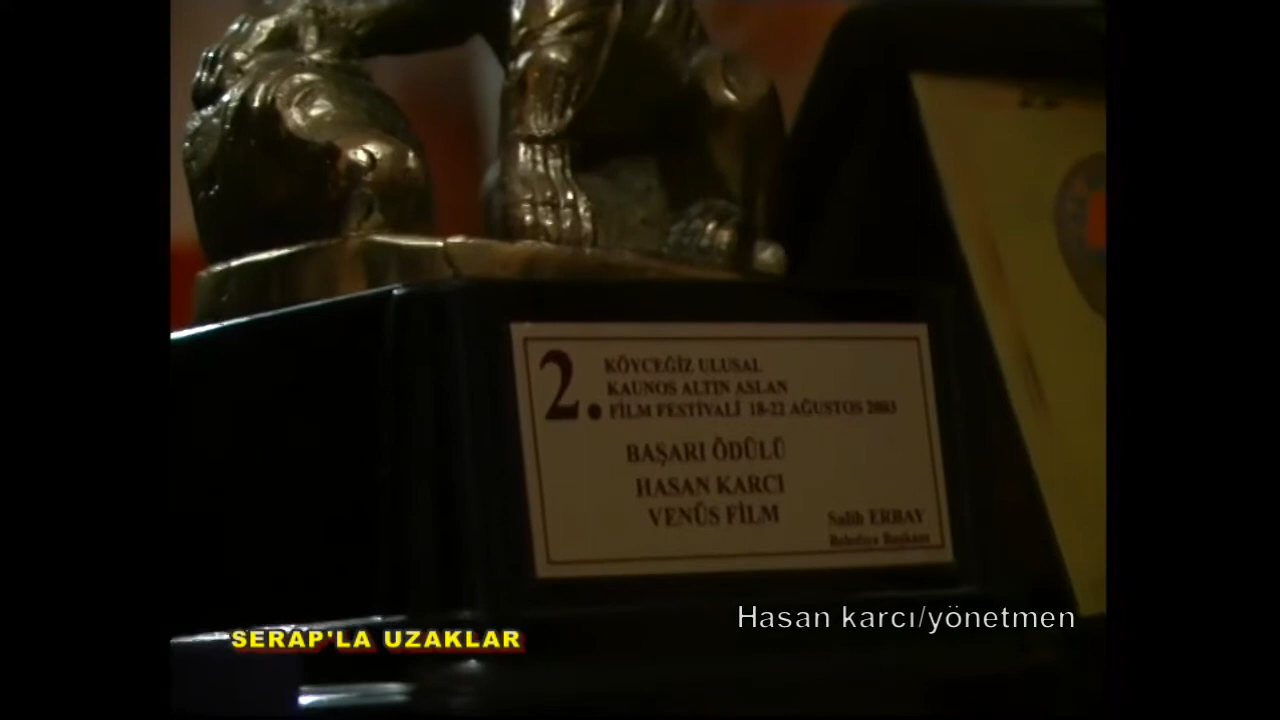 2. KÖYCEĞİZ ULUSAL
KAUNOS ALTIN ASLAN
FİLM FESTİVALİ 18-22 AĞUSTOS 2003
BAŞARI ÖDÜLÜ
HASAN KARCI
VENÜS FİLM
Salih ERBAY
Belediye Başkanı
Hasan karcı/yönetmen
SERAP'LA UZAKLAR